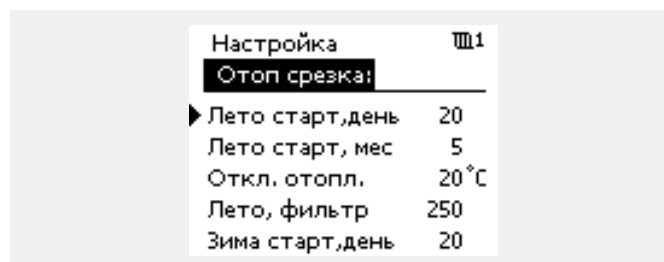 Настройка 1
Отоп срезка:
Лето старт,день 20
Лето старт, мес 5
Откл. отопл. 20°C
Лето, фильтр 250
Зима старт,день 20